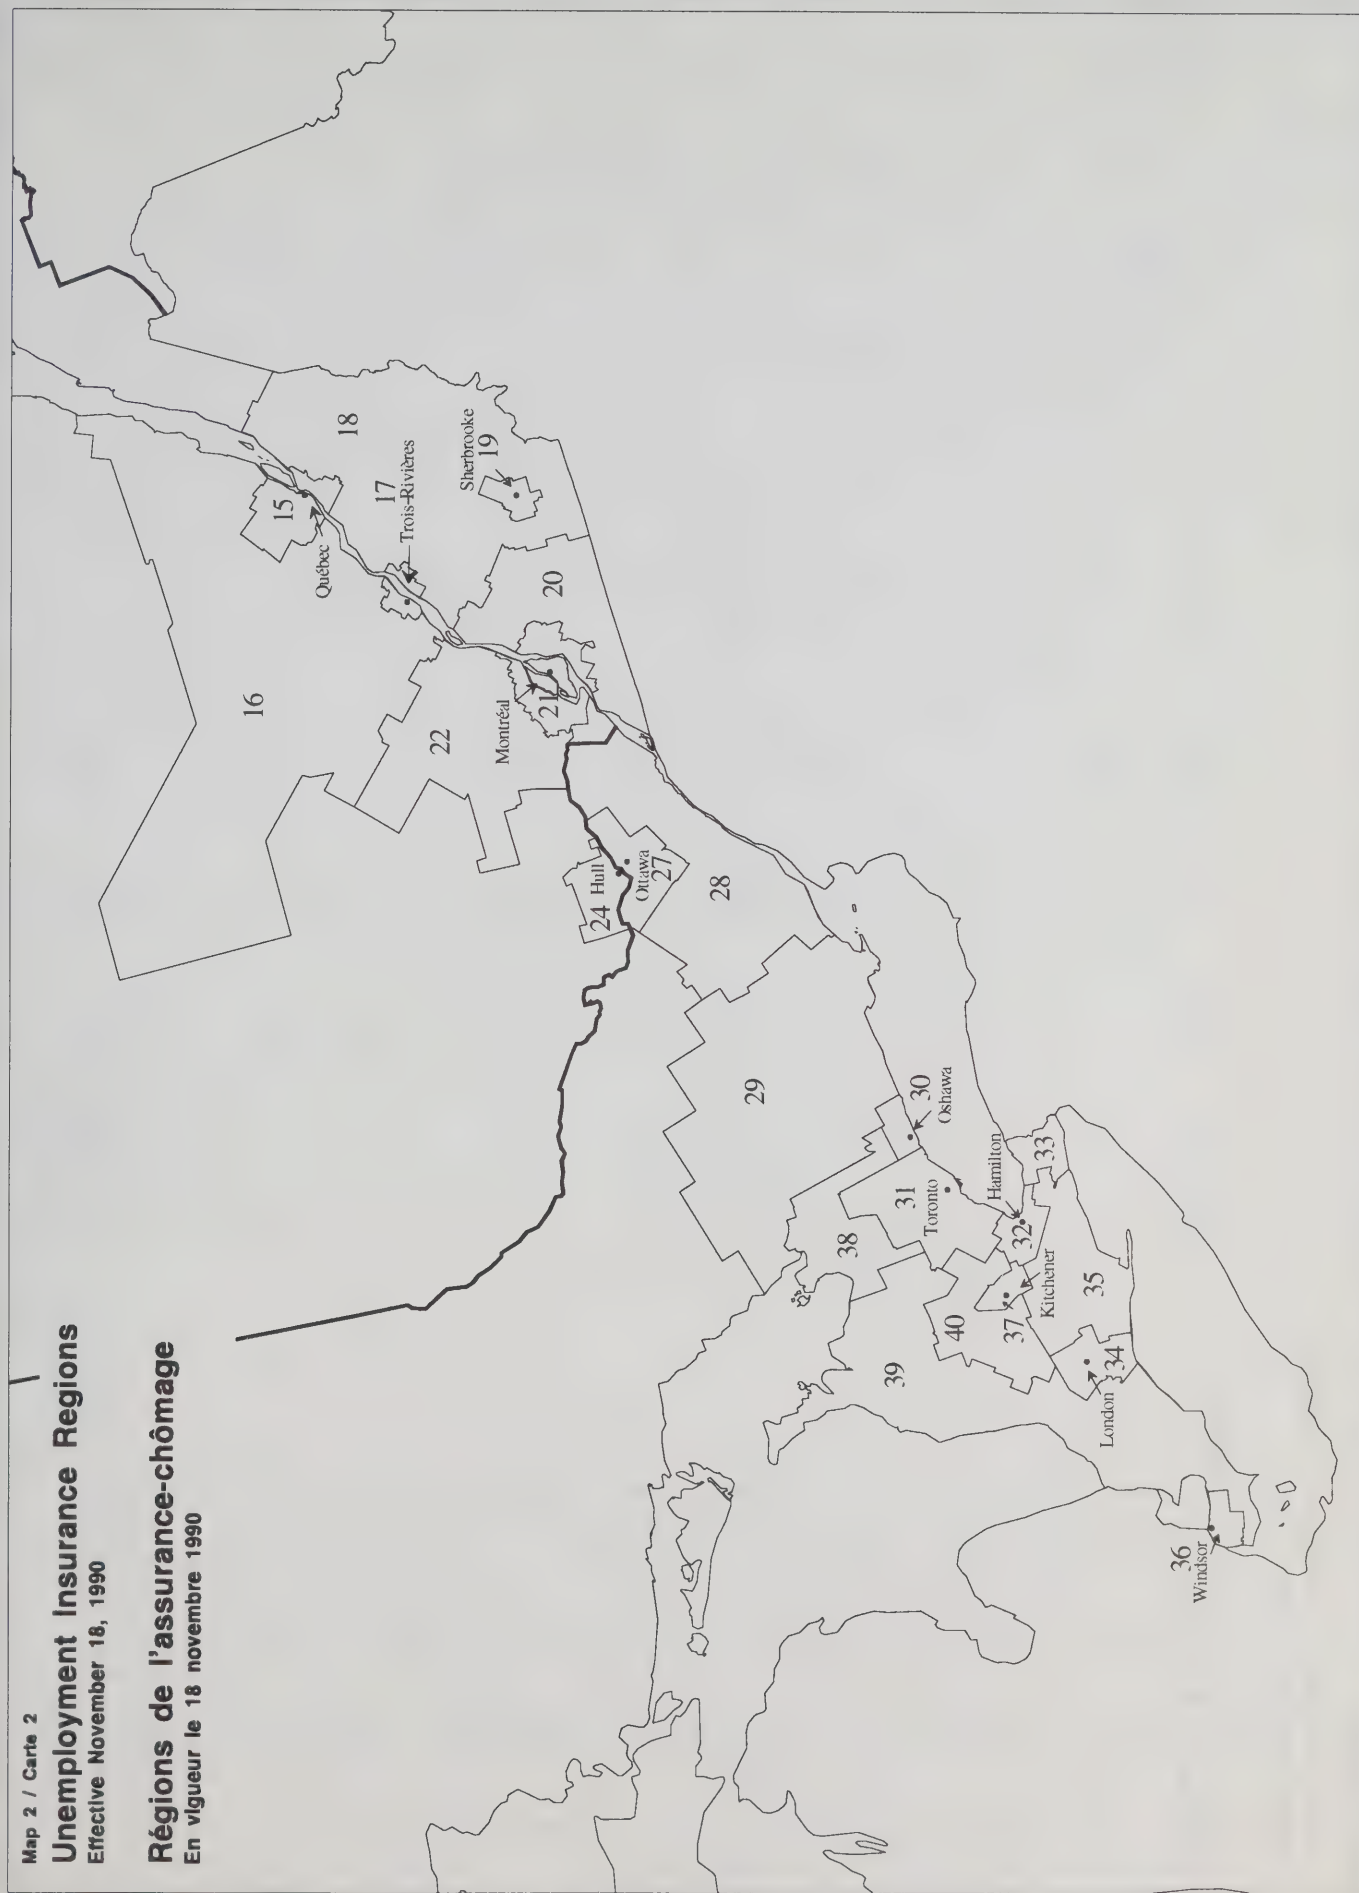 Map 2 / Carte 2
Unemployment Insurance Regions
Effective November 18, 1990
Régions de l'assurance-chômage
En vigueur le 18 novembre 1990
16
15
Québec
18
17
Trois-Rivières
Sherbrooke
19
20
22
Montréal
21
24
Hull
Ottawa
27
28
29
30
Oshawa
31
Toronto
38
Hamilton
32
33
39
40
37
Kitchener
35
34
London
36
Windsor